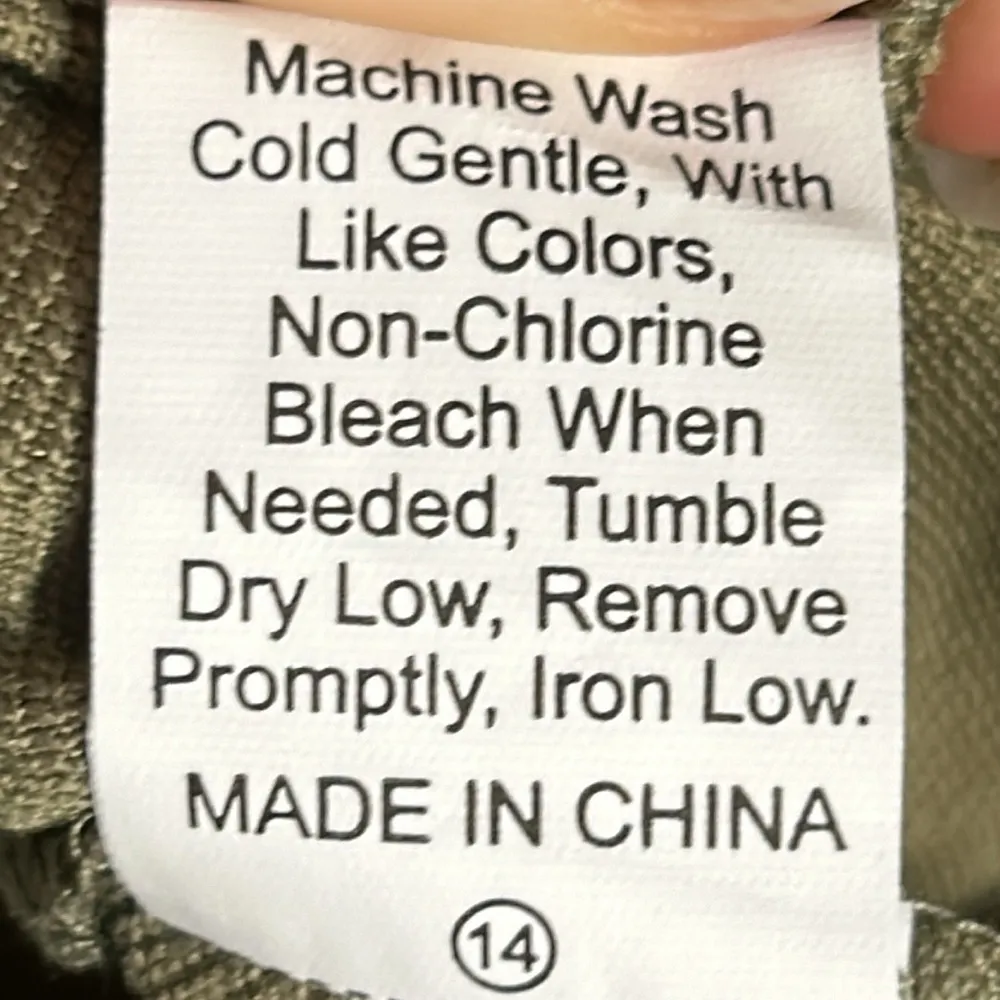 Machine Wash
Cold Gentle, With
Like Colors,
Non-Chlorine
Bleach When
Needed, Tumble
Dry Low, Remove
Promptly, Iron Low.
MADE IN CHINA
14